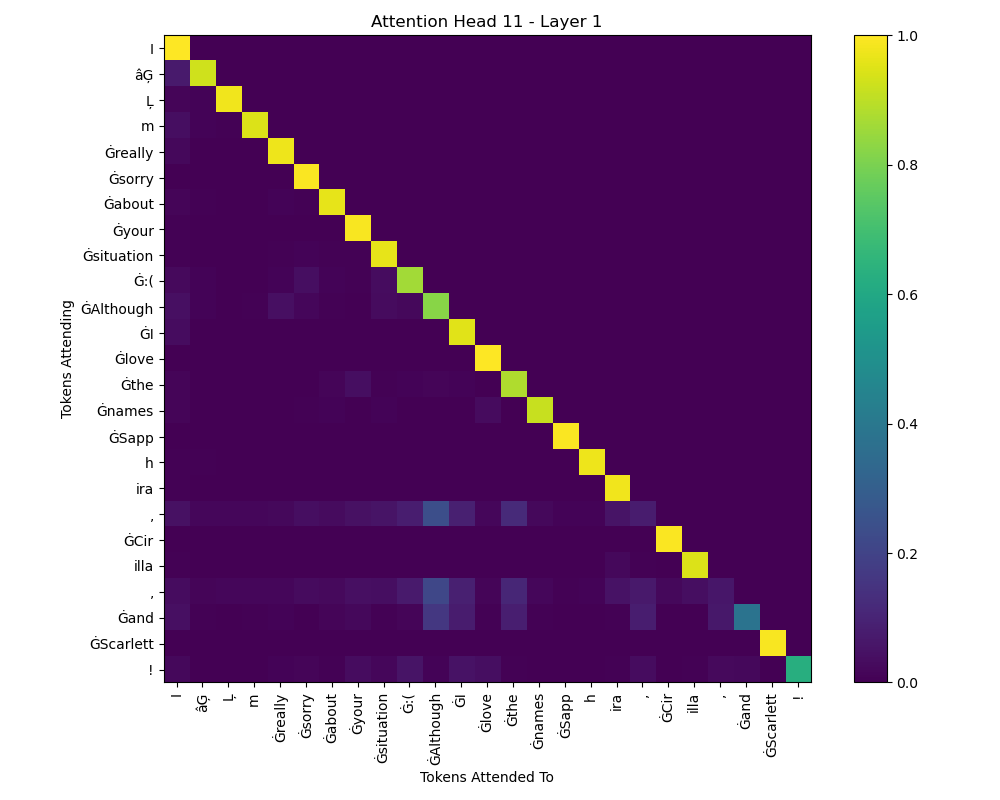 Attention Head 11 - Layer 1
Tokens Attending
I
âĢ
Ļ
m
Ġreally
Ġsorry
Ġabout
Ġyour
Ġsituation
Ġ:(
ĠAlthough
ĠI
Ġlove
Ġthe
Ġnames
ĠSapp
h
ira
,
ĠCir
illa
,
Ġand
ĠScarlett
!
I
âĢ
Ļ
m
Ġreally
Ġsorry
Ġabout
Ġyour
Ġsituation
Ġ:(
ĠAlthough
ĠI
Ġlove
Ġthe
Ġnames
ĠSapp
h
ira
,
ĠCir
illa
,
Ġand
ĠScarlett
!
Tokens Attended To
1.0
0.8
0.6
0.4
0.2
0.0